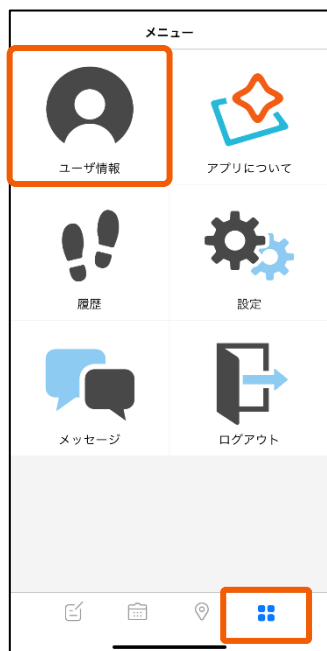 メニュー
ユーザ情報
アプリについて
履歴
設定
メッセージ
ログアウト